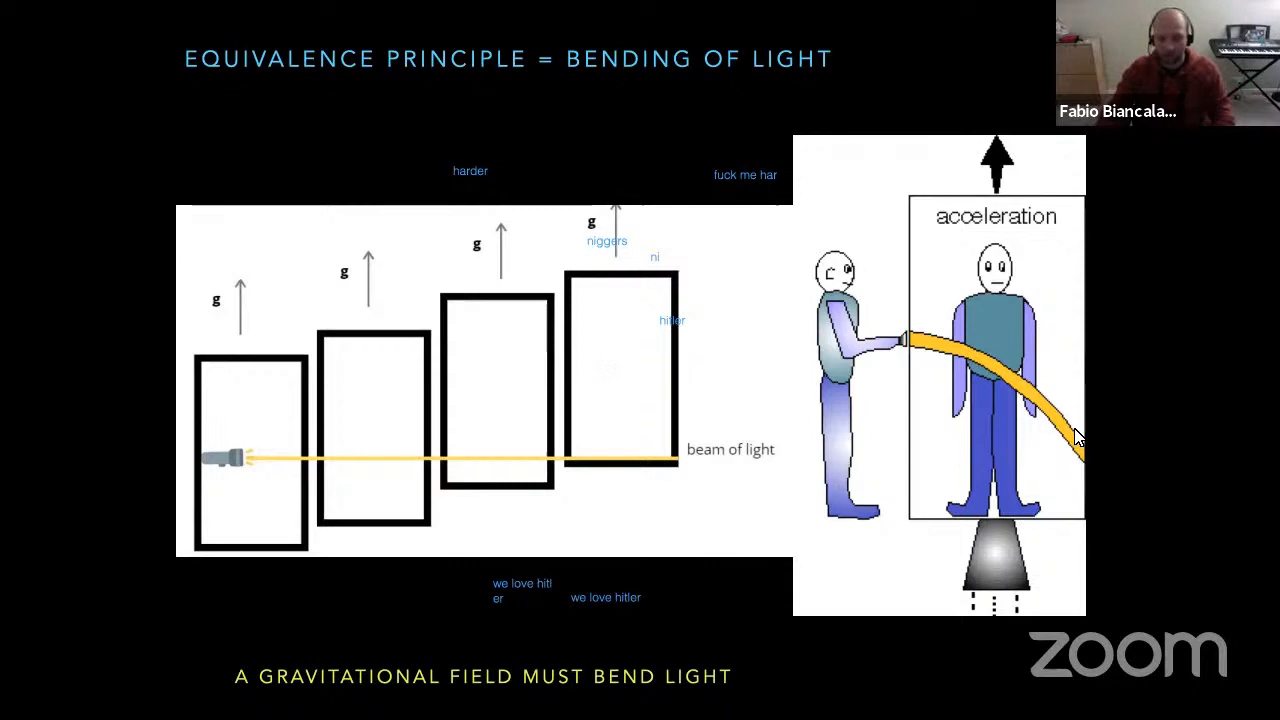 EQUIVALENCE PRINCIPLE = BENDING OF LIGHT
Fabio Biancala...
harder
fuck me har
g
g
g
g
niggers
ni
hitler
acceleration
beam of light
we love hitl
er
we love hitler
zoom
A GRAVITATIONAL FIELD MUST BEND LIGHT